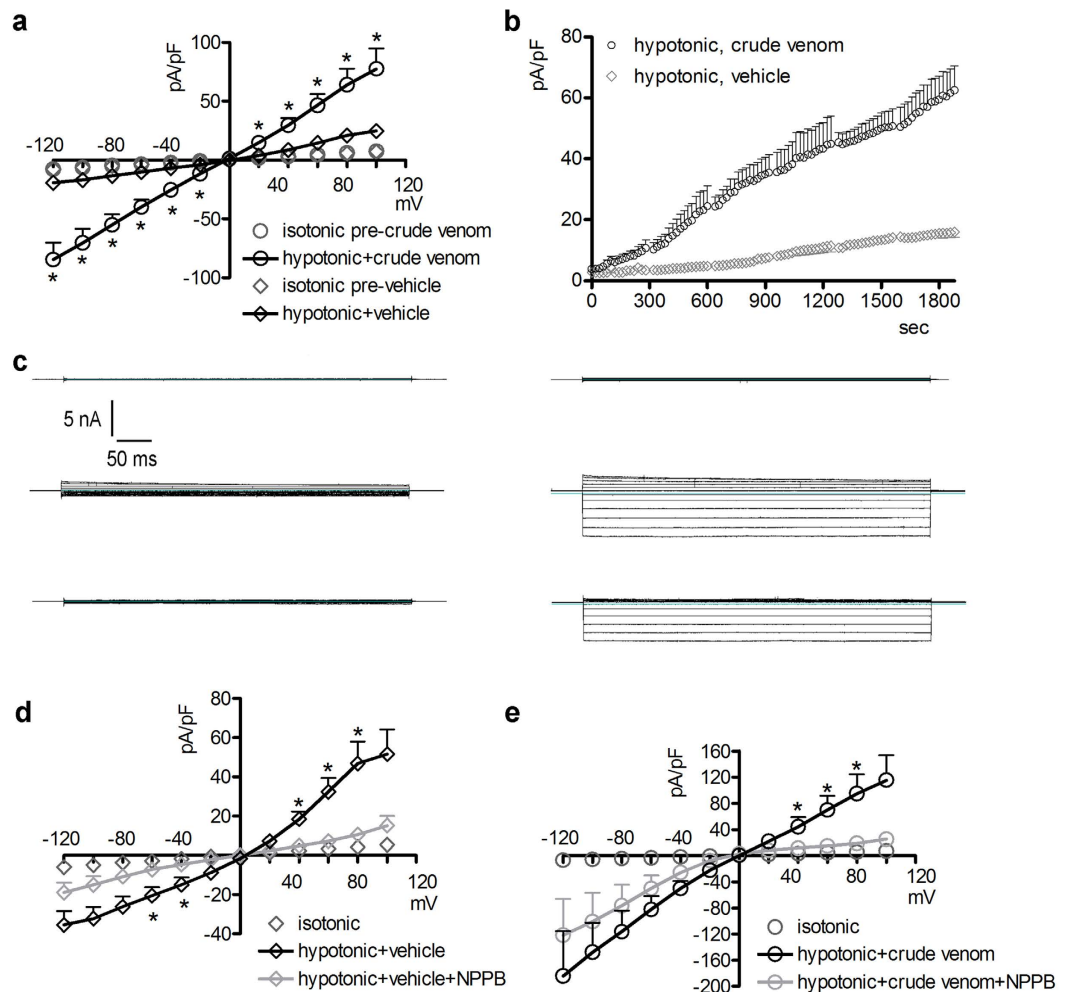 a
pA/pF
100
50
-120 -80 -40
40 80 120
mV
-50
-100
* * * * *
* * * * * *
isotonic pre-crude venom
hypotonic+crude venom
isotonic pre-vehicle
hypotonic+vehicle
b
pA/pF
80
60
40
20
0
0 300 600 900 1200 1500 1800
sec
hypotonic, crude venom
hypotonic, vehicle
c
5 nA
50 ms
d
pA/pF
80
60
40
20
-120 -80 -40
40 80 120
mV
-20
-40
* * *
* *
isotonic
hypotonic+vehicle
hypotonic+vehicle+NPPB
e
pA/pF
160
120
80
40
-120 -80 -40
40 80 120
mV
-40
-80
-120
-160
-200
* * *
isotonic
hypotonic+crude venom
hypotonic+crude venom+NPPB